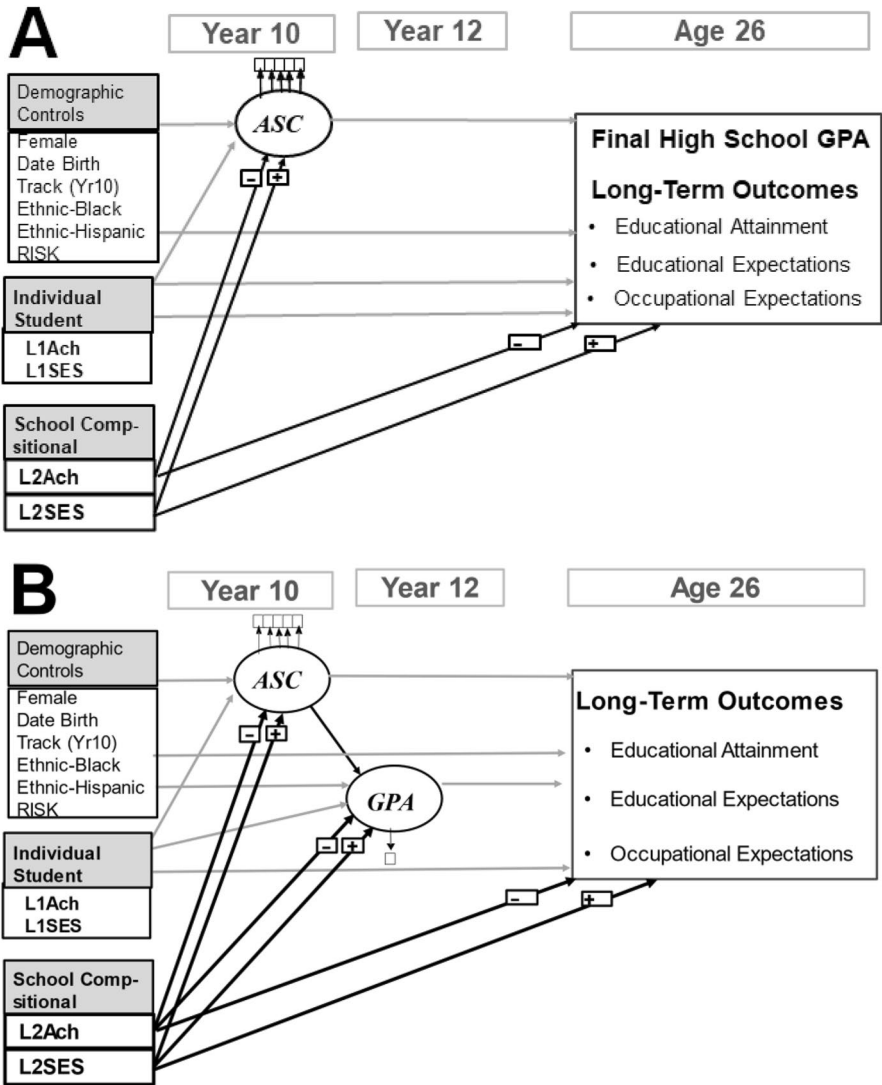 A
Year 10
Year 12
Age 26
Demographic
Controls
Female
Date Birth
Track (Yr10)
Ethnic-Black
Ethnic-Hispanic
RISK
ASC
-
+
Final High School GPA
Long-Term Outcomes
• Educational Attainment
• Educational Expectations
• Occupational Expectations
Individual
Student
L1Ach
L1SES
-
+
School Comp-
sitional
L2Ach
L2SES
B
Year 10
Year 12
Age 26
Demographic
Controls
Female
Date Birth
Track (Yr10)
Ethnic-Black
Ethnic-Hispanic
RISK
ASC
-
+
GPA
-
+
Long-Term Outcomes
• Educational Attainment
• Educational Expectations
• Occupational Expectations
Individual
Student
L1Ach
L1SES
-
+
School Comp-
sitional
L2Ach
L2SES